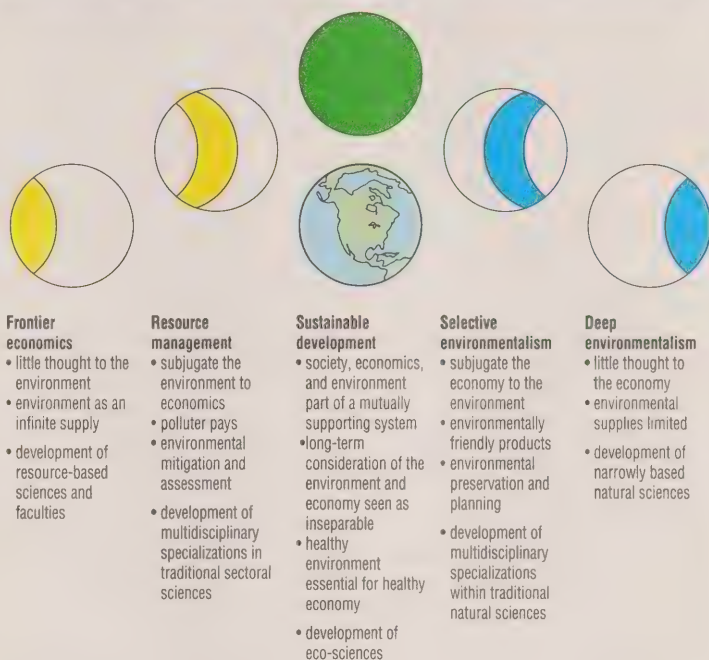 Frontier
economics
• little thought to the
environment
• environment as an
infinite supply
• development of
resource-based
sciences and
faculties
Resource
management
• subjugate the
environment to
economics
• polluter pays
• environmental
mitigation and
assessment
• development of
multidisciplinary
specializations in
traditional sectoral
sciences
Sustainable
development
• society, economics,
and environment
part of a mutually
supporting system
•long-term
consideration of the
environment and
economy seen as
inseparable
• healthy
environment
essential for healthy
economy
• development of
eco-sciences
Selective
environmentalism
• subjugate the
economy to the
environment
• environmentally
friendly products
• environmental
preservation and
planning
• development of
multidisciplinary
specializations
within traditional
natural sciences
Deep
environmentalism
• little thought to
the economy
• environmental
supplies limited
• development of
narrowly based
natural sciences